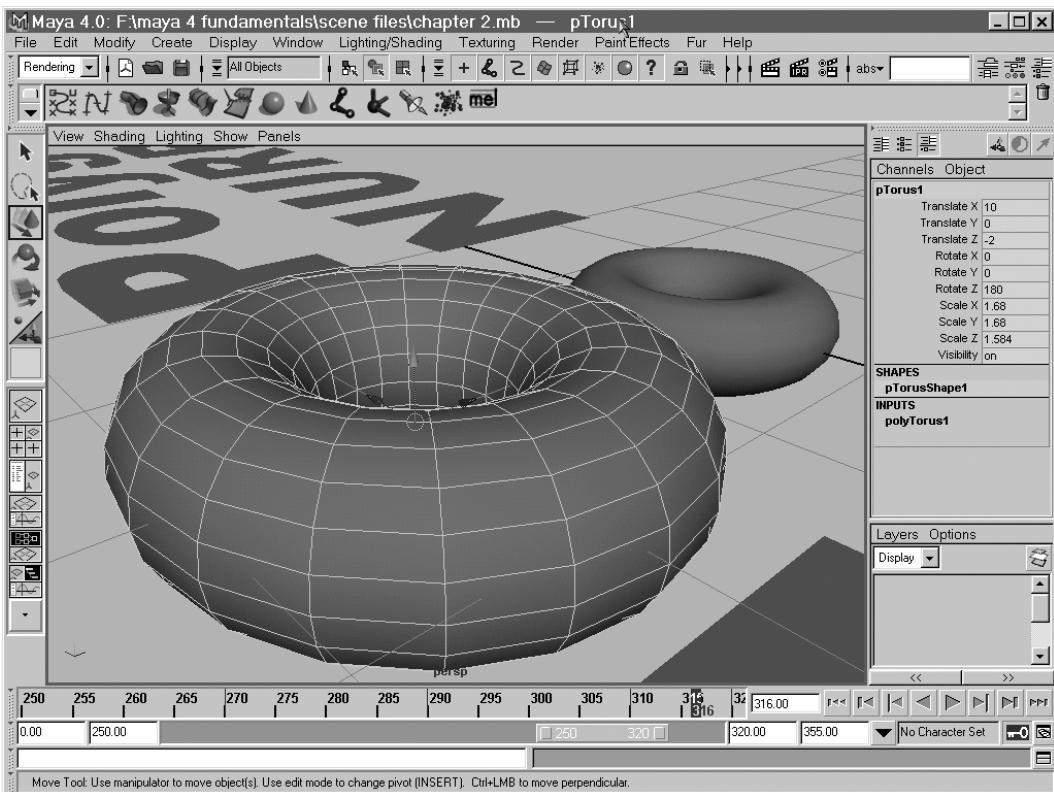 Maya 4.0: F:\maya 4 fundamentals\scene files\chapter 2.mb — pTorus1
File Edit Modify Create Display Window Lighting/Shading Texturing Render Paint Effects Fur Help
Rendering All Objects ? abs
mel
View Shading Lighting Show Panels
Channels Object
pTorus1
Translate X 10
Translate Y 0
Translate Z -2
Rotate X 0
Rotate Y 0
Rotate Z 180
Scale X 1.68
Scale Y 1.68
Scale Z 1.584
Visibility on
SHAPES
pTorusShape1
INPUTS
polyTorus1
Layers Options
Display
<< >>
persp
250 255 260 265 270 275 280 285 290 295 300 305 310 316 316.00
0.00 250.00 250 320 320.00 355.00 No Character Set
Move Tool: Use manipulator to move object(s). Use edit mode to change pivot (INSERT). Ctrl+LMB to move perpendicular.